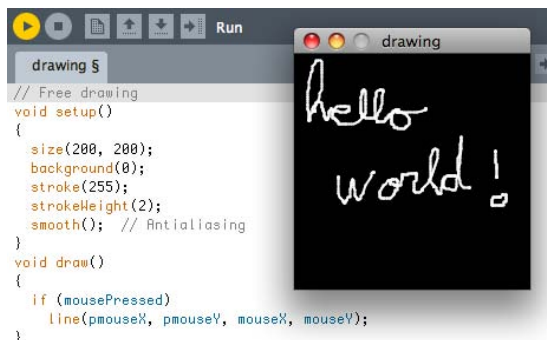 Run
drawing §
// Free drawing
void setup()
{
size(200, 200);
background(0);
stroke(255);
strokeWeight(2);
smooth(); // Antialiasing
}
void draw()
{
if (mousePressed)
line(pmouseX, pmouseY, mouseX, mouseY);
}
drawing
hello
world!